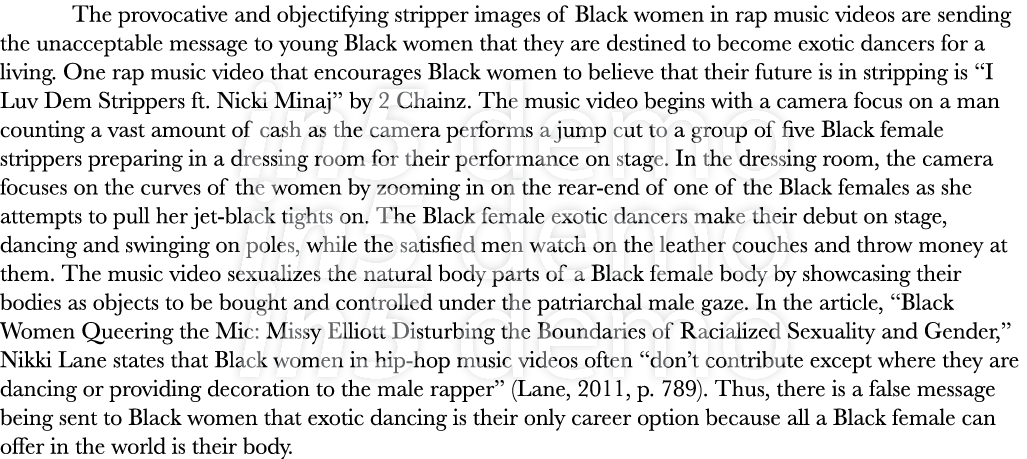 The provocative and objectifying stripper images of Black women in rap music videos are sending
the unacceptable message to young Black women that they are destined to become exotic dancers for a
living. One rap music video that encourages Black women to believe that their future is in stripping is “I
Luv Dem Strippers ft. Nicki Minaj” by 2 Chainz. The music video begins with a camera focus on a man
counting a vast amount of cash as the camera performs a jump cut to a group of five Black female
strippers preparing in a dressing room for their performance on stage. In the dressing room, the camera
focuses on the curves of the women by zooming in on the rear-end of one of the Black females as she
attempts to pull her jet-black tights on. The Black female exotic dancers make their debut on stage,
dancing and swinging on poles, while the satisfied men watch on the leather couches and throw money at
them. The music video sexualizes the natural body parts of a Black female body by showcasing their
bodies as objects to be bought and controlled under the patriarchal male gaze. In the article, “Black
Women Queering the Mic: Missy Elliott Disturbing the Boundaries of Racialized Sexuality and Gender,”
Nikki Lane states that Black women in hip-hop music videos often “don’t contribute except where they are
dancing or providing decoration to the male rapper” (Lane, 2011, p. 789). Thus, there is a false message
being sent to Black women that exotic dancing is their only career option because all a Black female can
offer in the world is their body.
in5 demo
in5 demo
in5 demo